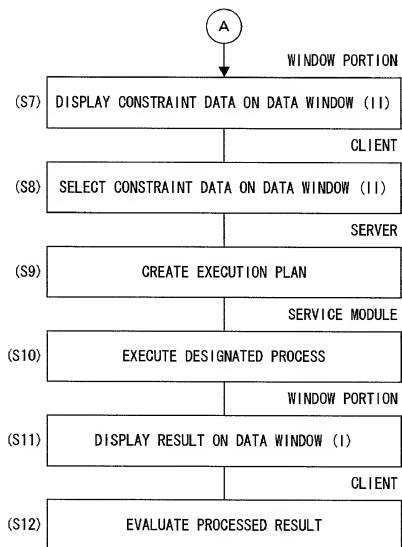 A
WINDOW PORTION
(S7) DISPLAY CONSTRAINT DATA ON DATA WINDOW (II)
CLIENT
(S8) SELECT CONSTRAINT DATA ON DATA WINDOW (II)
SERVER
(S9) CREATE EXECUTION PLAN
SERVICE MODULE
(S10) EXECUTE DESIGNATED PROCESS
WINDOW PORTION
(S11) DISPLAY RESULT ON DATA WINDOW (I)
CLIENT
(S12) EVALUATE PROCESSED RESULT